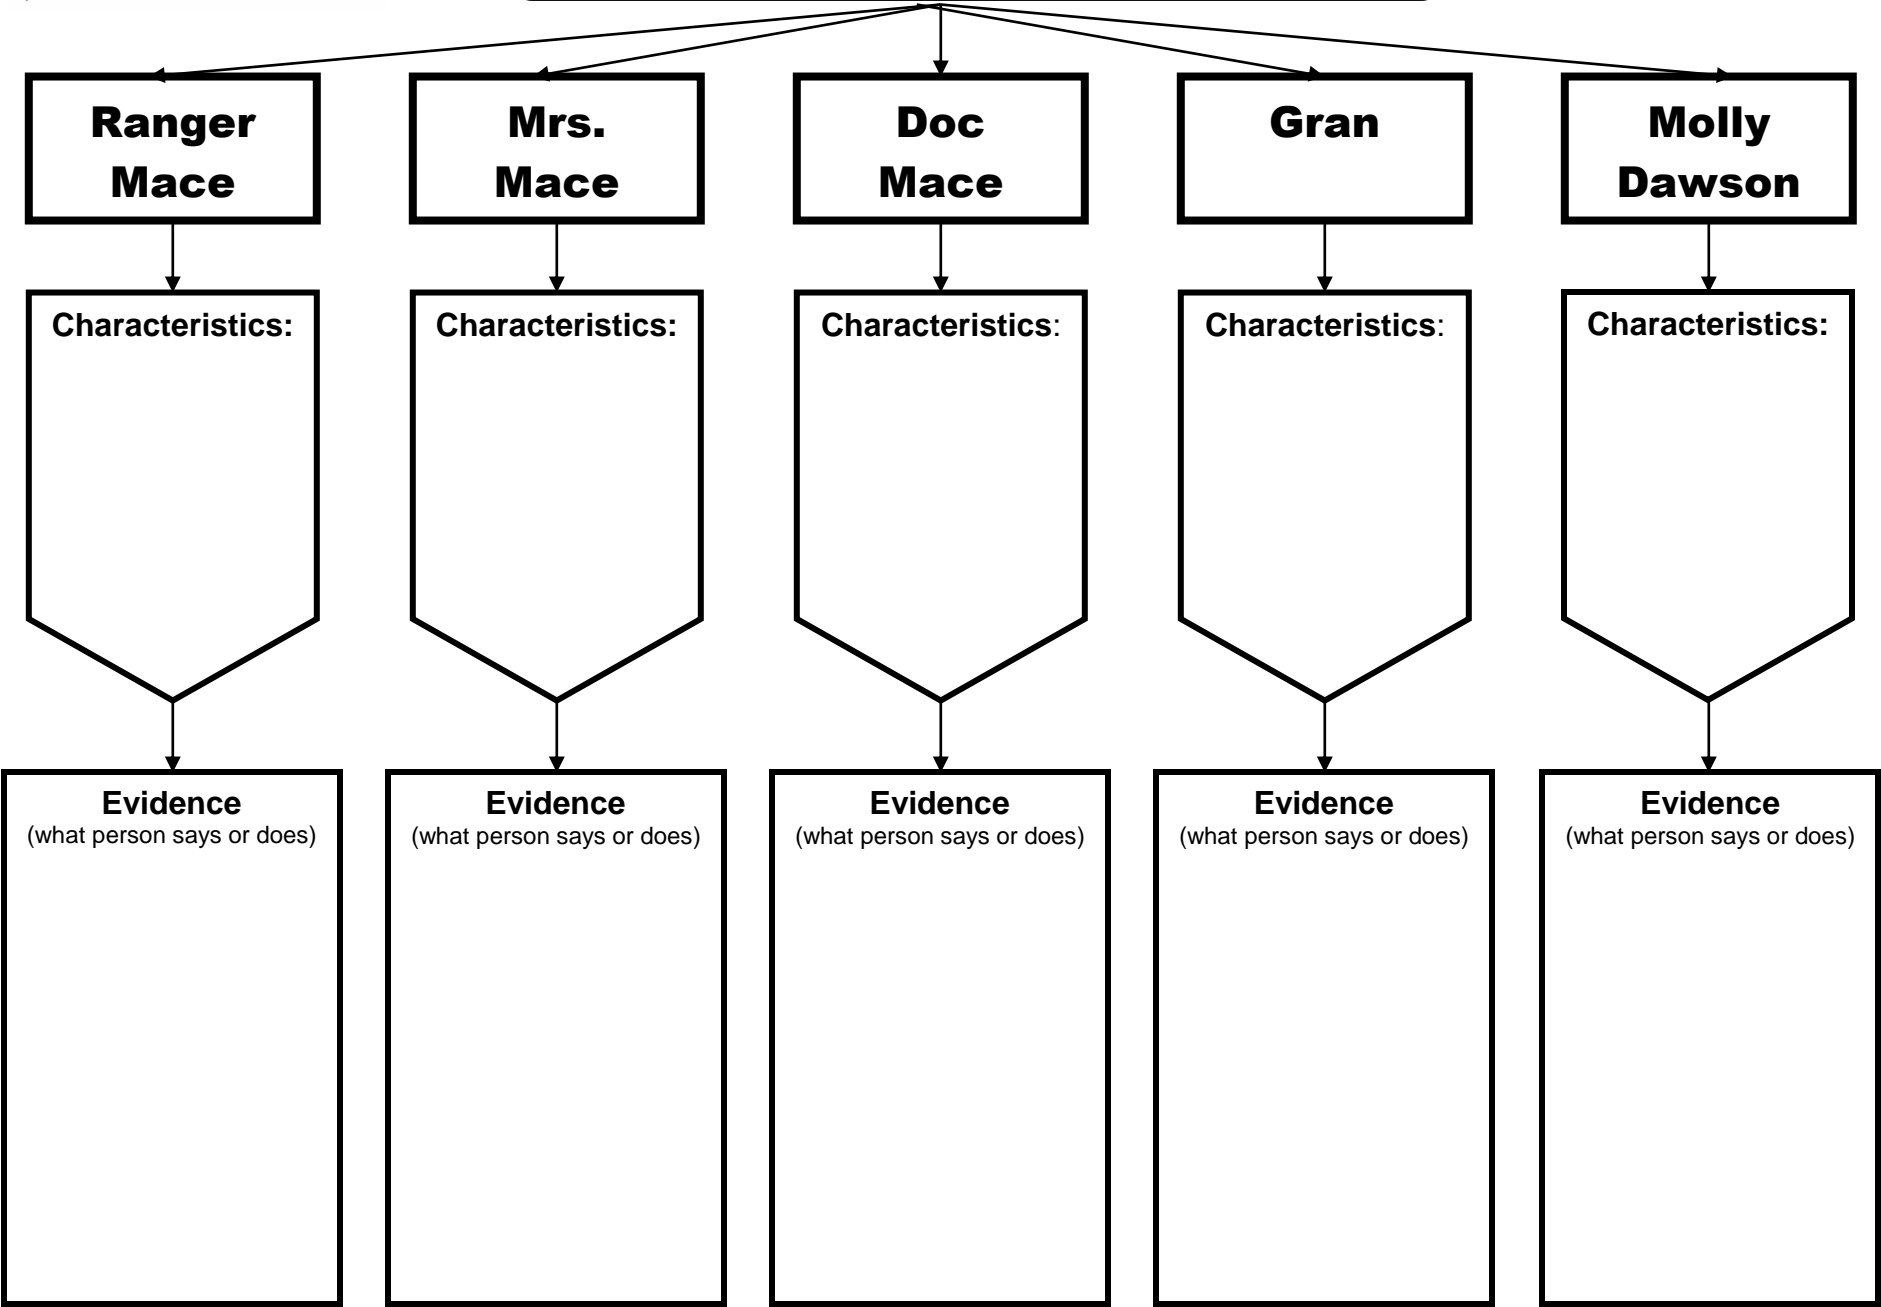 Ranger
Mace
Mrs.
Mace
Doc
Mace
Gran
Molly
Dawson
Characteristics:
Characteristics:
Characteristics:
Characteristics:
Characteristics:
Evidence
(what person says or does)
Evidence
(what person says or does)
Evidence
(what person says or does)
Evidence
(what person says or does)
Evidence
(what person says or does)